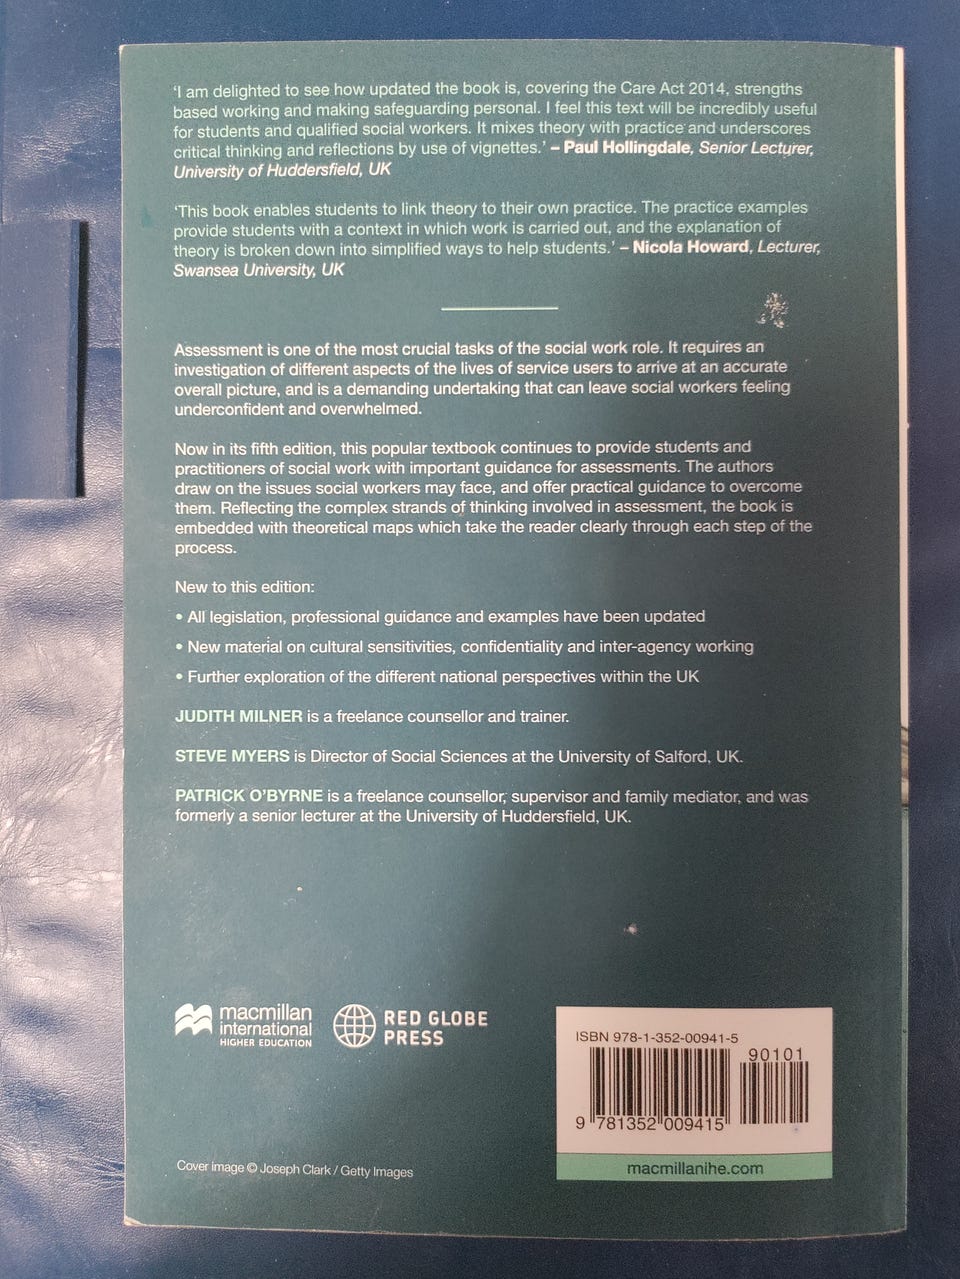 ‘I am delighted to see how updated the book is, covering the Care Act 2014, strengths
based working and making safeguarding personal. I feel this text will be incredibly useful
for students and qualified social workers. It mixes theory with practice and underscores
critical thinking and reflections by use of vignettes.’ – Paul Hollingdale, Senior Lecturer,
University of Huddersfield, UK
‘This book enables students to link theory to their own practice. The practice examples
provide students with a context in which work is carried out, and the explanation of
theory is broken down into simplified ways to help students.’ – Nicola Howard, Lecturer,
Swansea University, UK
Assessment is one of the most crucial tasks of the social work role. It requires an
investigation of different aspects of the lives of service users to arrive at an accurate
overall picture, and is a demanding undertaking that can leave social workers feeling
underconfident and overwhelmed.
Now in its fifth edition, this popular textbook continues to provide students and
practitioners of social work with important guidance for assessments. The authors
draw on the issues social workers may face, and offer practical guidance to overcome
them. Reflecting the complex strands of thinking involved in assessment, the book is
embedded with theoretical maps which take the reader clearly through each step of the
process.
New to this edition:
• All legislation, professional guidance and examples have been updated
• New material on cultural sensitivities, confidentiality and inter-agency working
• Further exploration of the different national perspectives within the UK
JUDITH MILNER is a freelance counsellor and trainer.
STEVE MYERS is Director of Social Sciences at the University of Salford, UK.
PATRICK O’BYRNE is a freelance counsellor, supervisor and family mediator, and was
formerly a senior lecturer at the University of Huddersfield, UK.
macmillan
international
HIGHER EDUCATION
RED GLOBE
PRESS
ISBN 978-1-352-00941-5
90101
9 781352 009415
macmillanihe.com
Cover image © Joseph Clark / Getty Images